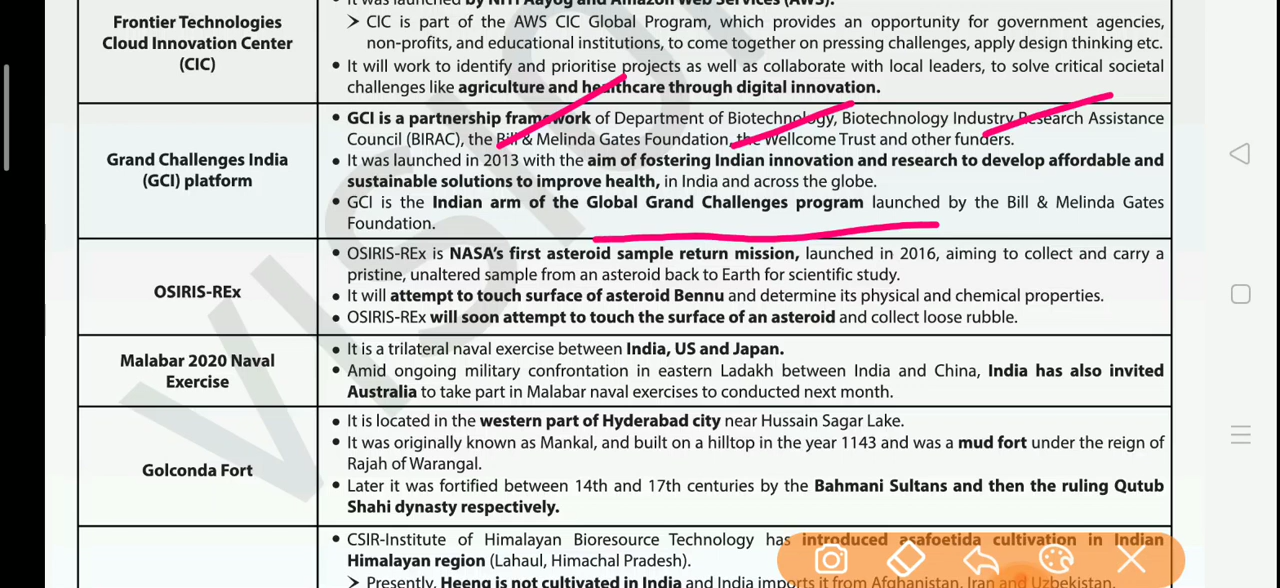 It was launched by NITI Aayog and Amazon Web Services (AWS).
Frontier Technologies
Cloud Innovation Center
(CIC)
➤ CIC is part of the AWS CIC Global Program, which provides an opportunity for government agencies,
non-profits, and educational institutions, to come together on pressing challenges, apply design thinking etc.
• It will work to identify and prioritise projects as well as collaborate with local leaders, to solve critical societal
challenges like agriculture and healthcare through digital innovation.
Grand Challenges India
(GCI) platform
• GCI is a partnership framework of Department of Biotechnology, Biotechnology Industry Research Assistance
Council (BIRAC), the Bill & Melinda Gates Foundation, the Wellcome Trust and other funders.
• It was launched in 2013 with the aim of fostering Indian innovation and research to develop affordable and
sustainable solutions to improve health, in India and across the globe.
• GCI is the Indian arm of the Global Grand Challenges program launched by the Bill & Melinda Gates
Foundation.
OSIRIS-REx
• OSIRIS-REx is NASA's first asteroid sample return mission, launched in 2016, aiming to collect and carry a
pristine, unaltered sample from an asteroid back to Earth for scientific study.
• It will attempt to touch surface of asteroid Bennu and determine its physical and chemical properties.
• OSIRIS-REx will soon attempt to touch the surface of an asteroid and collect loose rubble.
Malabar 2020 Naval
Exercise
• It is a trilateral naval exercise between India, US and Japan.
• Amid ongoing military confrontation in eastern Ladakh between India and China, India has also invited
Australia to take part in Malabar naval exercises to conducted next month.
Golconda Fort
• It is located in the western part of Hyderabad city near Hussain Sagar Lake.
• It was originally known as Mankal, and built on a hilltop in the year 1143 and was a mud fort under the reign of
Rajah of Warangal.
• Later it was fortified between 14th and 17th centuries by the Bahmani Sultans and then the ruling Qutub
Shahi dynasty respectively.
• CSIR-Institute of Himalayan Bioresource Technology has introduced asafoetida cultivation in Indian
Himalayan region (Lahaul, Himachal Pradesh).
➤ Presently, Heeng is not cultivated in India and India imports it from Afghanistan, Iran and Uzbekistan.